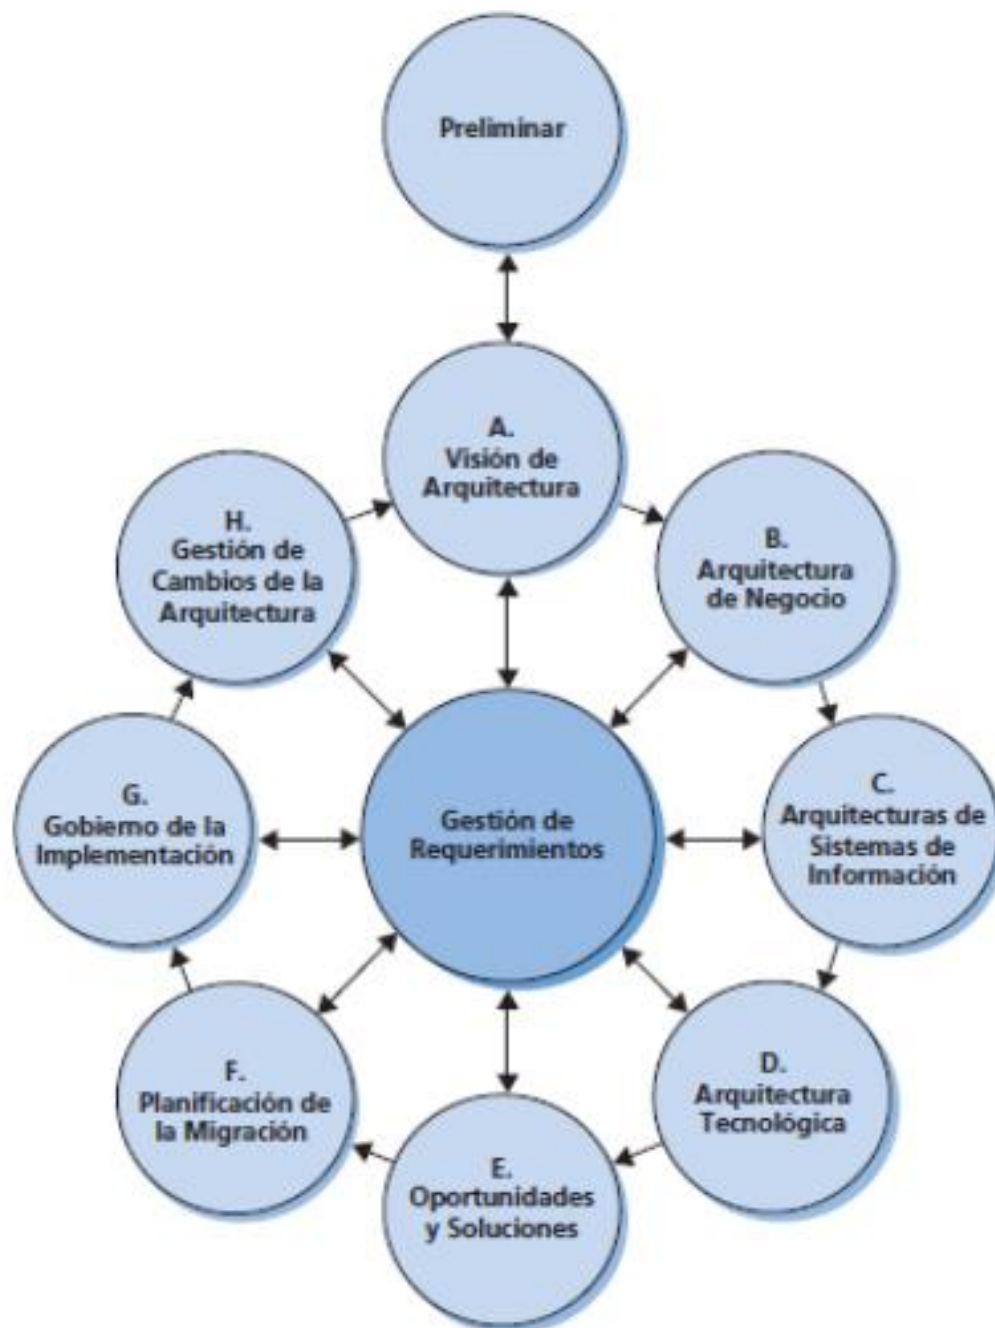 Preliminar
A.
Visión de
Arquitectura
H.
Gestión de
Cambios de la
Arquitectura
B.
Arquitectura
de Negocio
G.
Gobierno de la
Implementación
Gestión de
Requerimientos
C.
Arquitecturas de
Sistemas de
Información
F.
Planificación de
la Migración
D.
Arquitectura
Tecnológica
E.
Oportunidades
y Soluciones